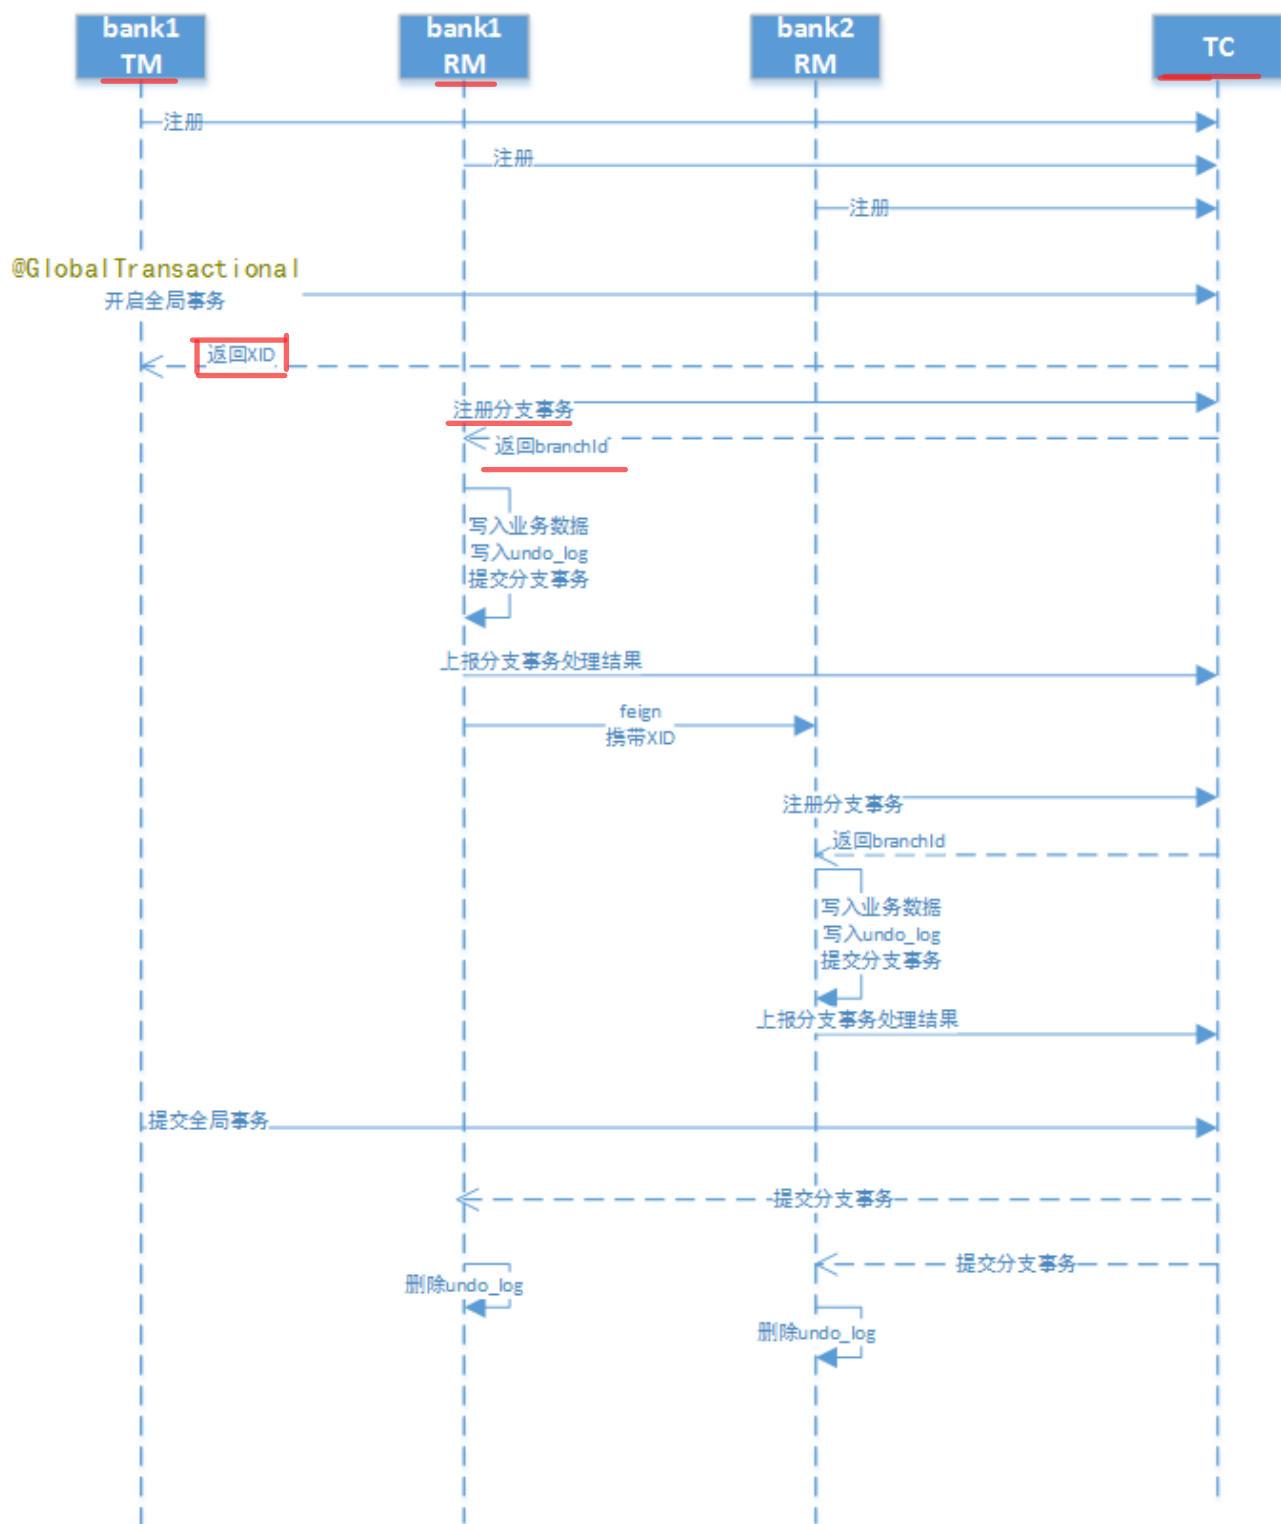 bank1
TM
bank1
RM
bank2
RM
TC
注册
注册
注册
@GlobalTransactional
开启全局事务
返回XID
注册分支事务
返回branchId
写入业务数据
写入undo_log
提交分支事务
上报分支事务处理结果
feign
携带XID
注册分支事务
返回branchId
写入业务数据
写入undo_log
提交分支事务
上报分支事务处理结果
提交全局事务
提交分支事务
提交分支事务
删除undo_log
删除undo_log